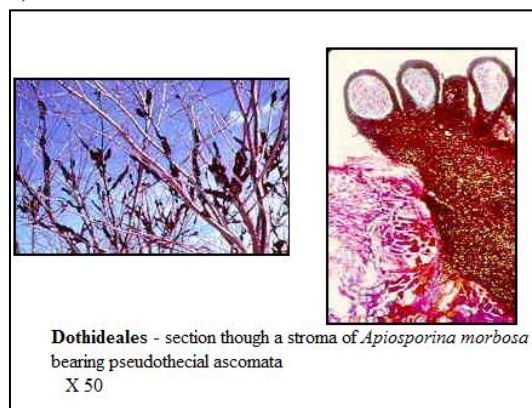 Dothideales - section though a stroma of Apiosporina morbosa
bearing pseudothecial ascomata
X 50